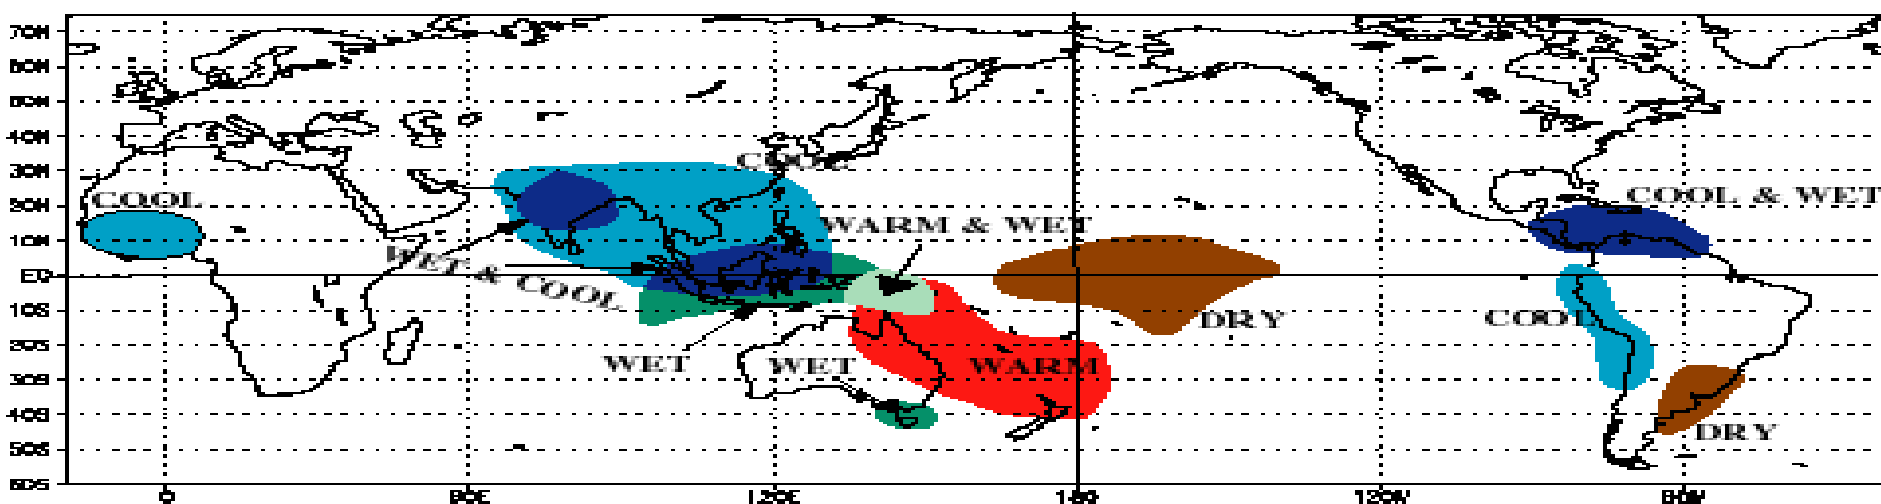 70N
60N
50N
40N
30N
20N
10N
EQ
10S
20S
30S
40S
50S
60S
COOL
COOL
COOL & WET
WARM & WET
WET & COOL
COOL
DRY
WET
WET
WARM
DRY
0
60E
120E
180
120W
60W